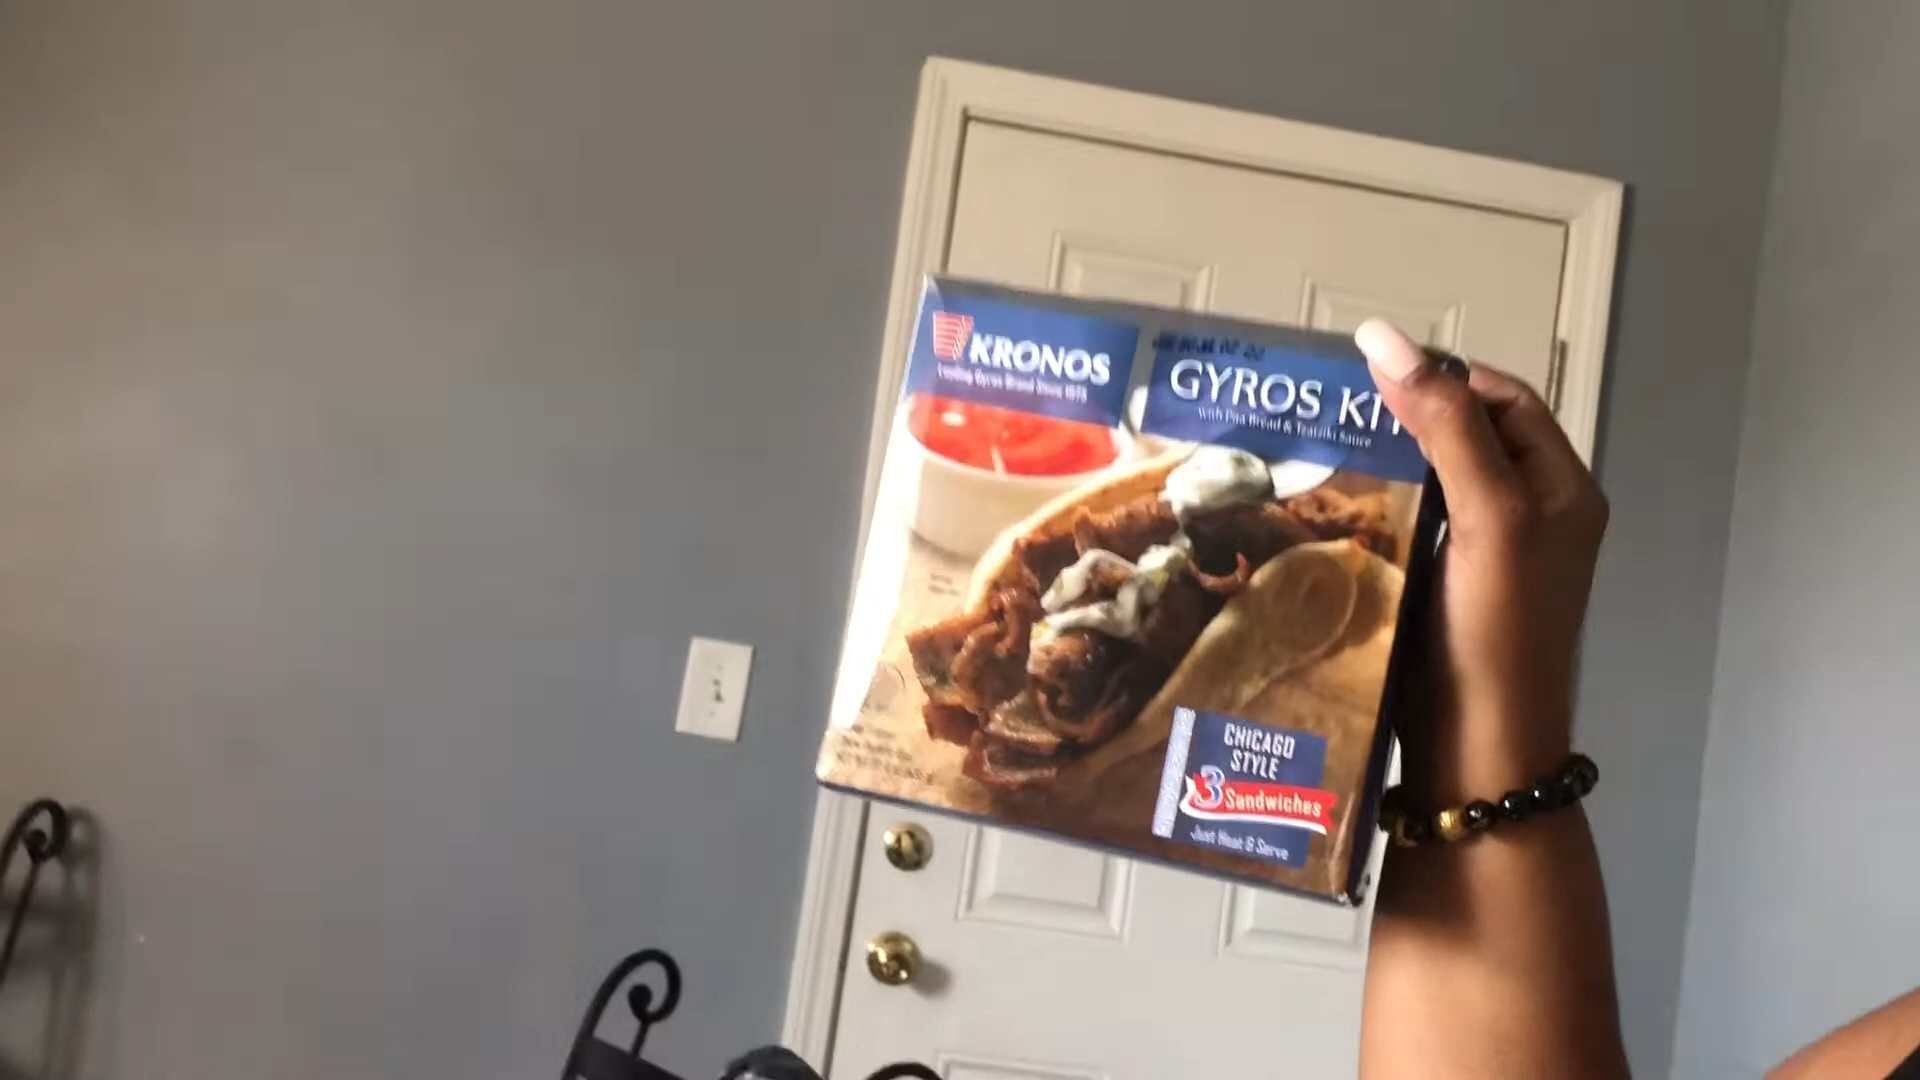 KRONOS
Leading Gyros Brand Since 1975
GYROS KIT
with Pita Bread & Tzatziki Sauce
CHICAGO
STYLE
3 Sandwiches
Just Heat & Serve